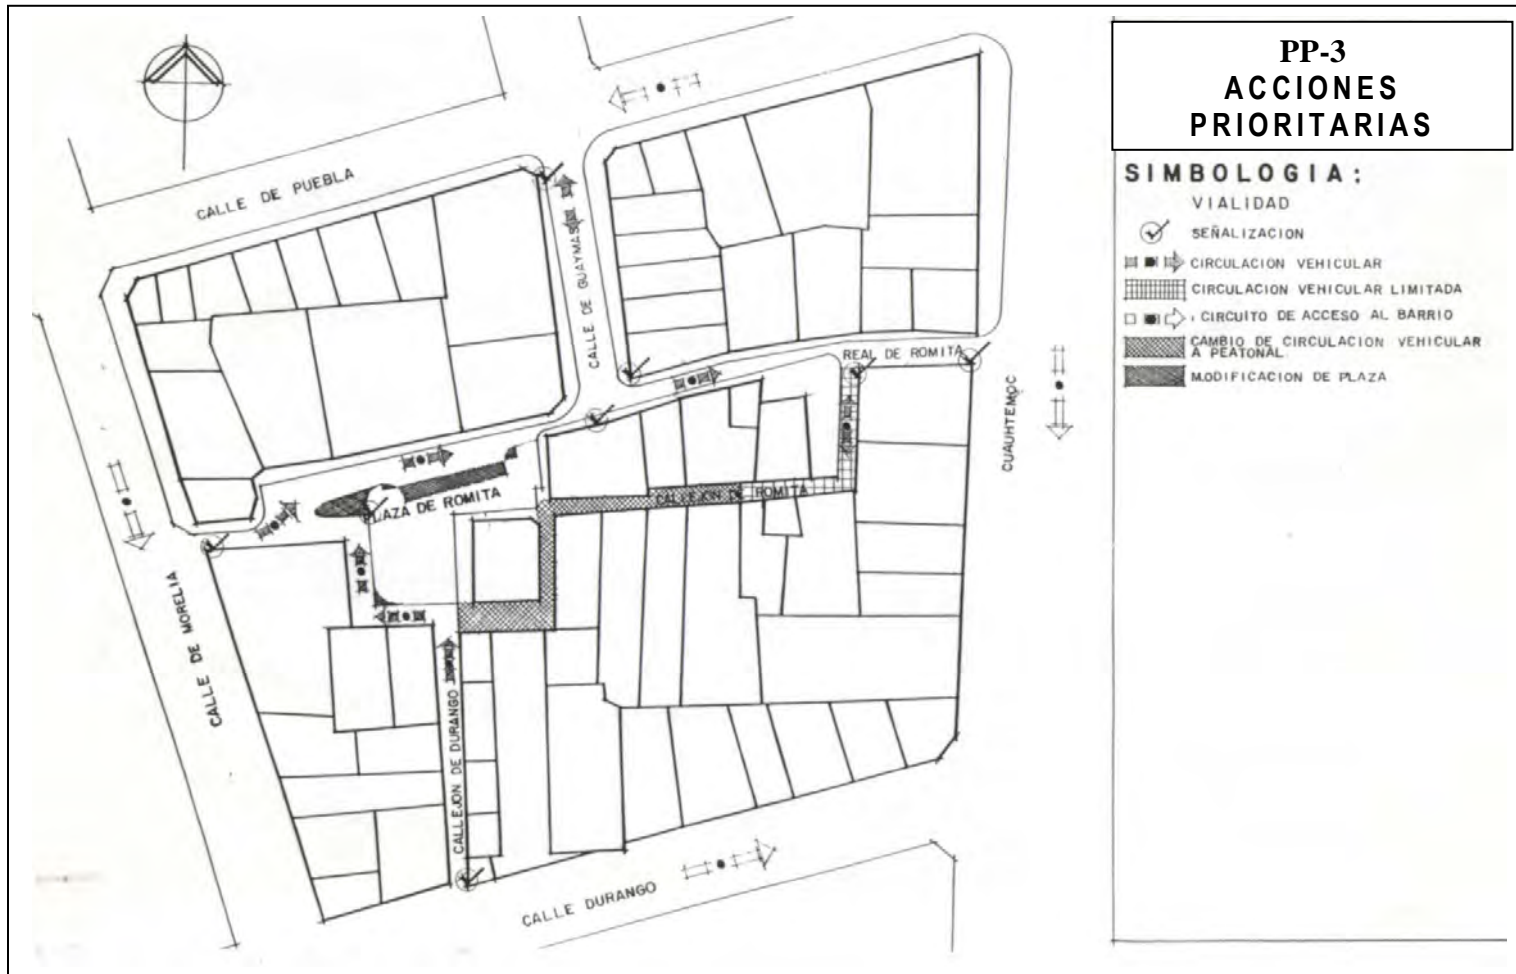 PP-3
ACCIONES
PRIORITARIAS
SIMBOLOGIA:
VIALIDAD
SEÑALIZACION
CIRCULACION VEHICULAR
CIRCULACION VEHICULAR LIMITADA
CIRCUITO DE ACCESO AL BARRIO
CAMBIO DE CIRCULACION VEHICULAR
A PEATONAL
MODIFICACION DE PLAZA
CALLE DE PUEBLA
CALLE DE GUAYMAS
REAL DE ROMITA
CUAUHTEMOC
PLAZA DE ROMITA
CALLEJON DE ROMITA
CALLE DE MORELIA
CALLEJON DE DURANGO
CALLE DURANGO